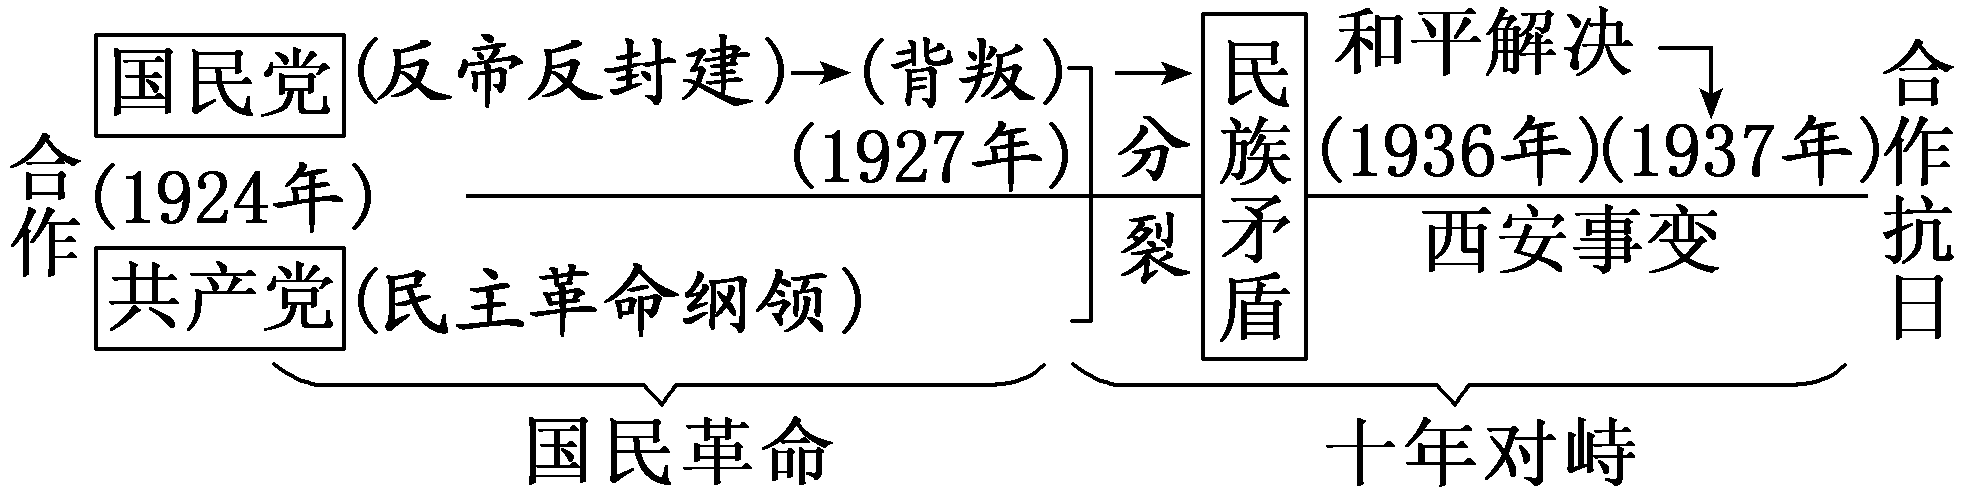 合作
国民党(反帝反封建)→(背叛)
(1924年)
(1927年)
共产党(民主革命纲领)
分裂
民族矛盾
和平解决
(1936年)(1937年)
西安事变
合作抗日
国民革命
十年对峙